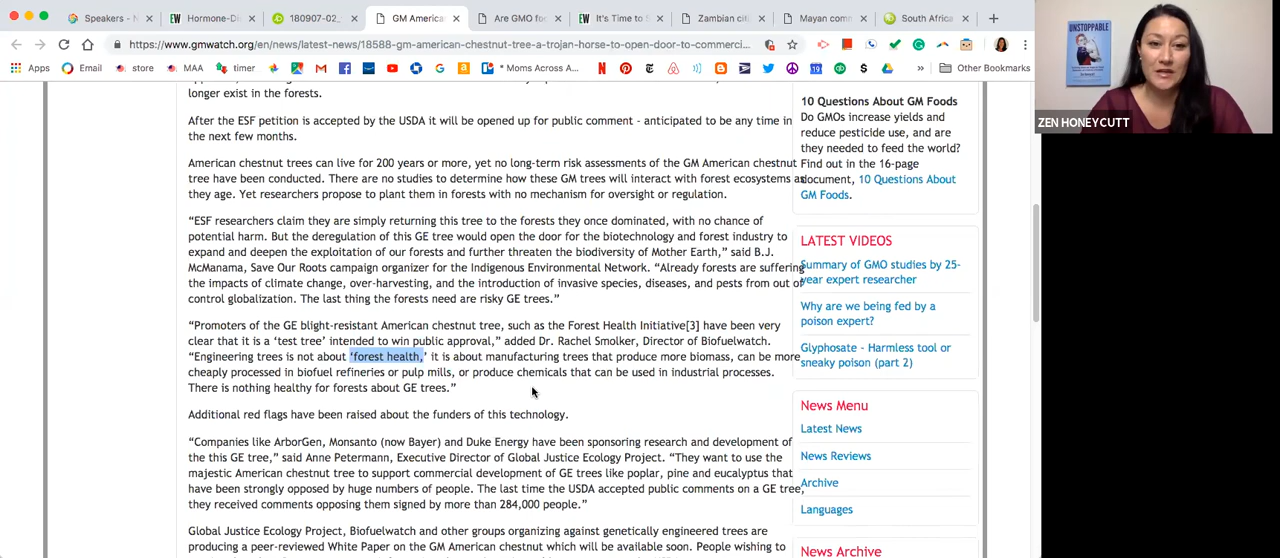 Speakers - N
Hormone-Di
180907-02_
GM America
Are GMO fo
It's Time to S
Zambian cit
Mayan com
South Africa
https://www.gmwatch.org/en/news/latest-news/18588-gm-american-chestnut-tree-a-trojan-horse-to-open-door-to-commerci...
Apps
Email
store
MAA
timer
* Moms Across A...
»
Other Bookmarks
UNSTOPPABLE
ZEN HONEYCUTT
longer exist in the forests.
After the ESF petition is accepted by the USDA it will be opened up for public comment - anticipated to be any time in
the next few months.
American chestnut trees can live for 200 years or more, yet no long-term risk assessments of the GM American chestnut
tree have been conducted. There are no studies to determine how these GM trees will interact with forest ecosystems as
they age. Yet researchers propose to plant them in forests with no mechanism for oversight or regulation.
“ESF researchers claim they are simply returning this tree to the forests they once dominated, with no chance of
potential harm. But the deregulation of this GE tree would open the door for the biotechnology and forest industry to
expand and deepen the exploitation of our forests and further threaten the biodiversity of Mother Earth,” said B.J.
McManama, Save Our Roots campaign organizer for the Indigenous Environmental Network. “Already forests are suffering
the impacts of climate change, over-harvesting, and the introduction of invasive species, diseases, and pests from out of
control globalization. The last thing the forests need are risky GE trees.”
“Promoters of the GE blight-resistant American chestnut tree, such as the Forest Health Initiative[3] have been very
clear that it is a ‘test tree’ intended to win public approval,” added Dr. Rachel Smolker, Director of Biofuelwatch.
“Engineering trees is not about ‘forest health,’ it is about manufacturing trees that produce more biomass, can be more
cheaply processed in biofuel refineries or pulp mills, or produce chemicals that can be used in industrial processes.
There is nothing healthy for forests about GE trees.”
Additional red flags have been raised about the funders of this technology.
“Companies like ArborGen, Monsanto (now Bayer) and Duke Energy have been sponsoring research and development of
the this GE tree,” said Anne Petermann, Executive Director of Global Justice Ecology Project. “They want to use the
majestic American chestnut tree to support commercial development of GE trees like poplar, pine and eucalyptus that
have been strongly opposed by huge numbers of people. The last time the USDA accepted public comments on a GE tree,
they received comments opposing them signed by more than 284,000 people.”
Global Justice Ecology Project, Biofuelwatch and other groups organizing against genetically engineered trees are
producing a peer-reviewed White Paper on the GM American chestnut which will be available soon. People wishing to
10 Questions About GM Foods
Do GMOs increase yields and
reduce pesticide use, and are
they needed to feed the world?
Find out in the 16-page
document, 10 Questions About
GM Foods.
LATEST VIDEOS
Summary of GMO studies by 25-
year expert researcher
Why are we being fed by a
poison expert?
Glyphosate - Harmless tool or
sneaky poison (part 2)
News Menu
Latest News
News Reviews
Archive
Languages
News Archive